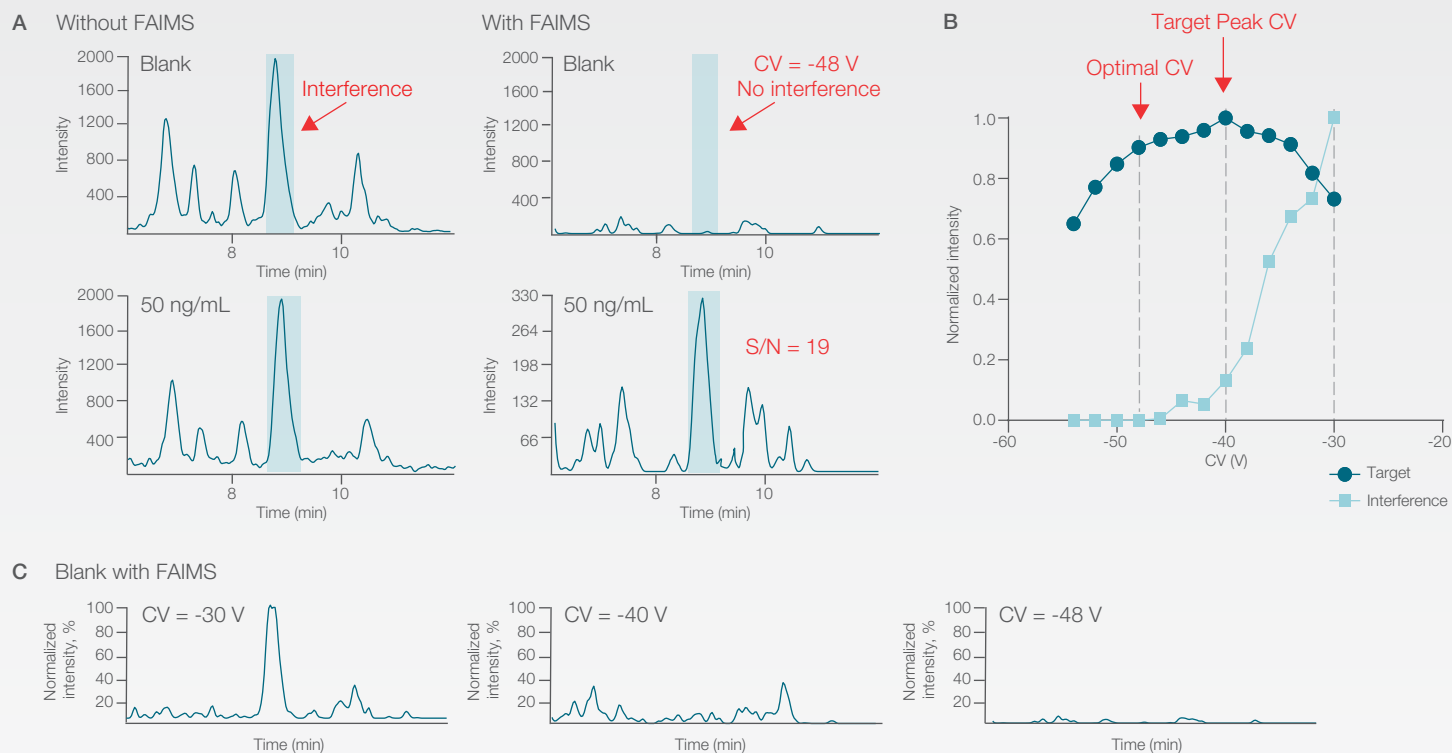 A Without FAIMS
With FAIMS
Blank
Interference
Intensity
2000
1600
1200
800
400
8
10
Time (min)
Blank
CV = -48 V
No interference
Intensity
2000
1600
1200
800
400
8
10
Time (min)
50 ng/mL
Intensity
2000
1600
1200
800
400
8
10
Time (min)
50 ng/mL
S/N = 19
Intensity
330
264
198
132
66
8
10
Time (min)
B
Target Peak CV
Optimal CV
Normalized intensity
1.0
0.8
0.6
0.4
0.2
0.0
-60
-50
-40
-30
-20
CV (V)
Target
Interference
C Blank with FAIMS
CV = -30 V
Normalized
intensity, %
100
80
60
40
20
Time (min)
CV = -40 V
Normalized
intensity, %
100
80
60
40
20
Time (min)
CV = -48 V
Normalized
intensity, %
100
80
60
40
20
Time (min)